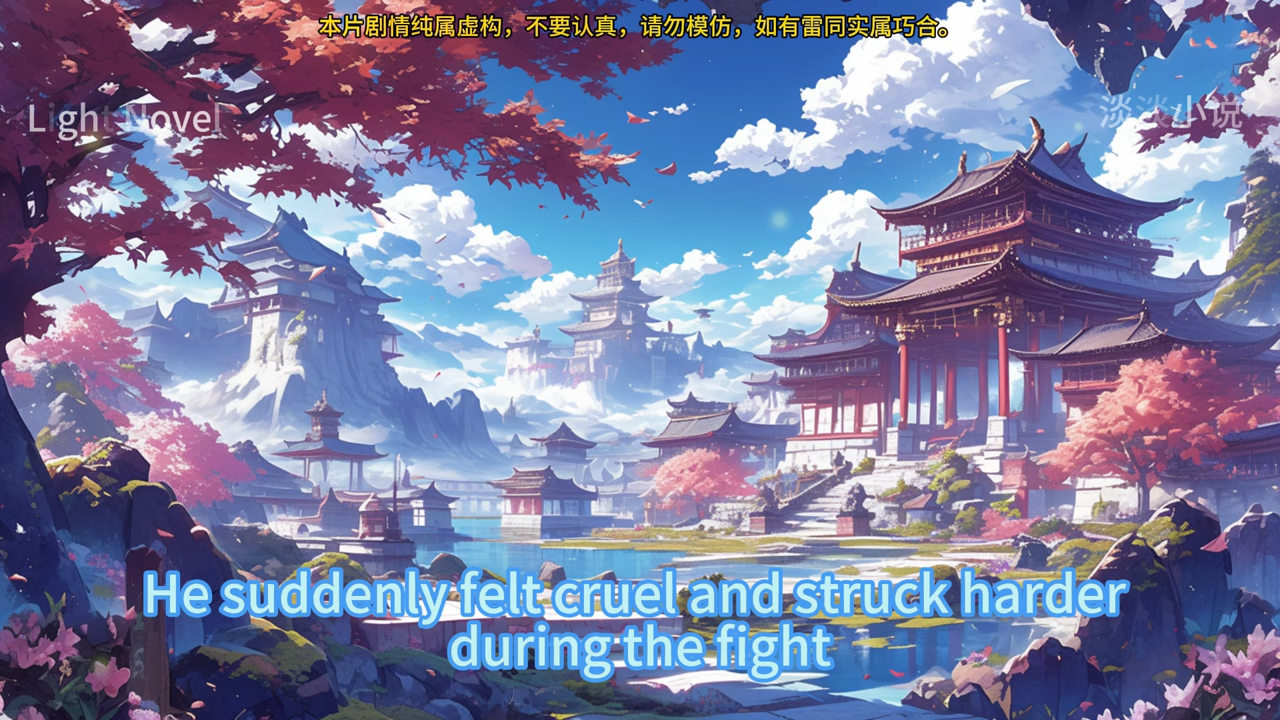 本片剧情纯属虚构，不要认真，请勿模仿，如有雷同实属巧合。
Light Novel
淡淡小说
He suddenly felt cruel and struck harder
during the fight